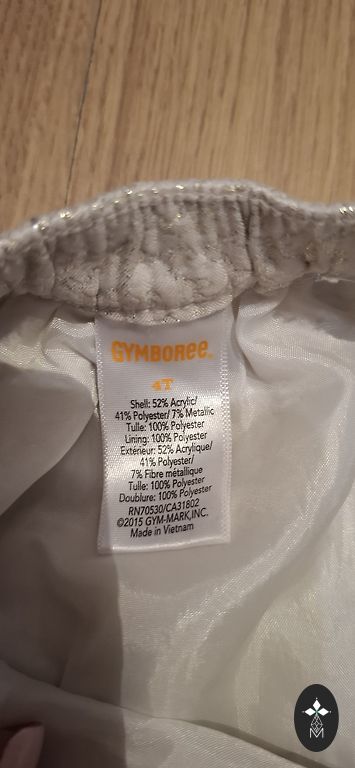 GYMBOREE
4T
Shell: 52% Acrylic/
41% Polyester/ 7% Metallic
Tulle: 100% Polyester
Lining: 100% Polyester
Extérieur: 52% Acrylique/
41% Polyester/
7% Fibre métallique
Tulle: 100% Polyester
Doublure: 100% Polyester
RN70530/CA31802
©2015 GYM-MARK,INC.
Made in Vietnam
M